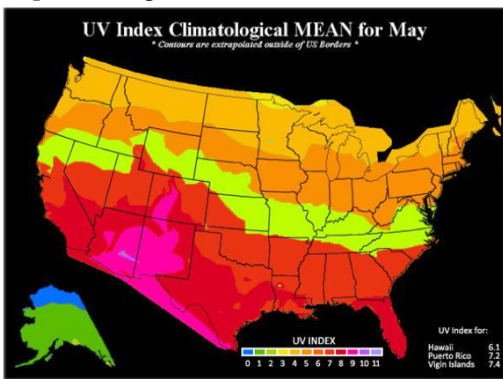 UV Index Climatological MEAN for May
* Contours are extrapolated outside of US Borders *
UV INDEX
0 1 2 3 4 5 6 7 8 9 10 11
UV Index for:
Hawaii 6.1
Puerto Rico 7.2
Vigin Islands 7.4